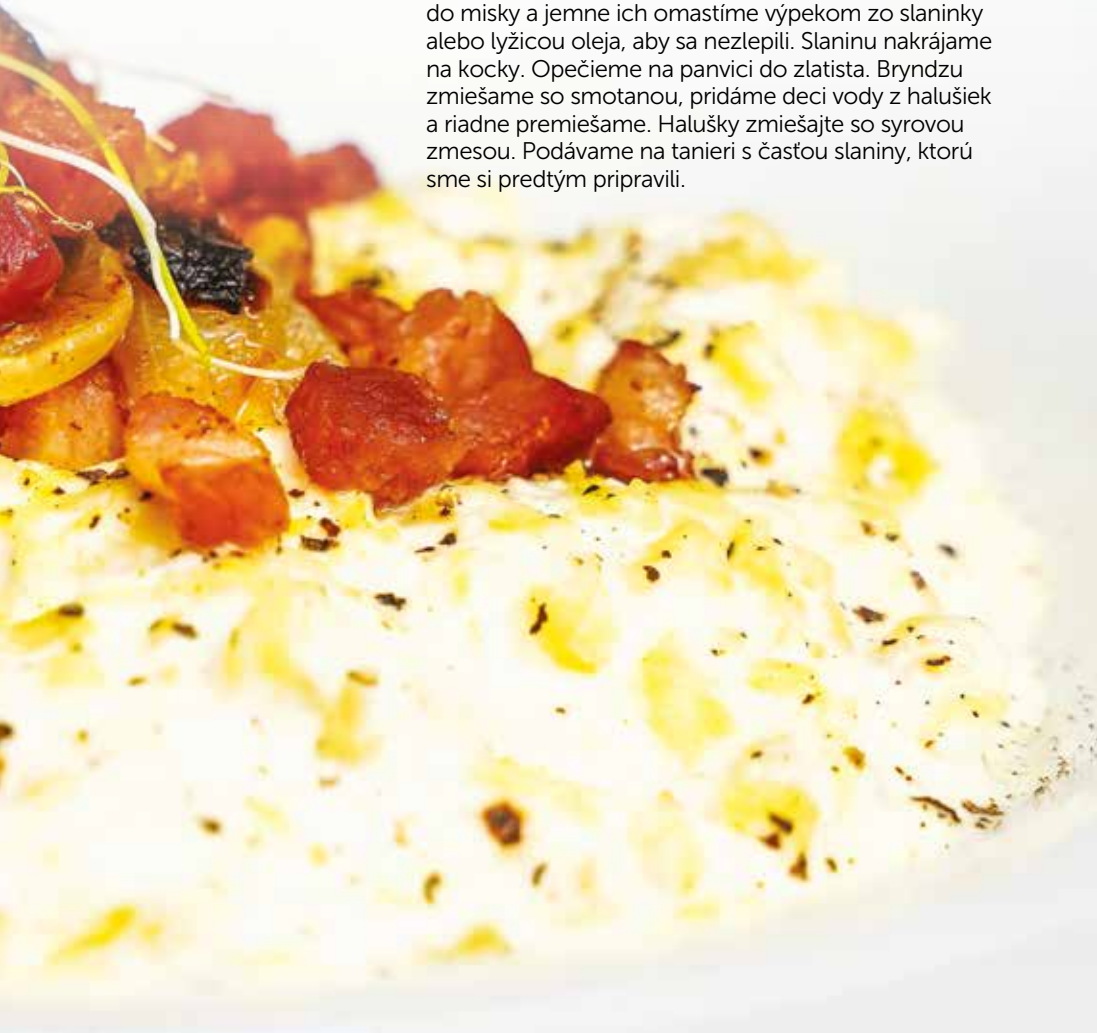 do misky a jemne ich omastíme výpekom zo slaninky
alebo lyžicou oleja, aby sa nezlepili. Slaninu nakrájame
na kocky. Opečieme na panvici do zlatista. Bryndzu
zmiešame so smotanou, pridáme deci vody z halušiek
a riadne premiešame. Halušky zmiešajte so syrovou
zmesou. Podávame na tanieri s časťou slaniny, ktorú
sme si predtým pripravili.